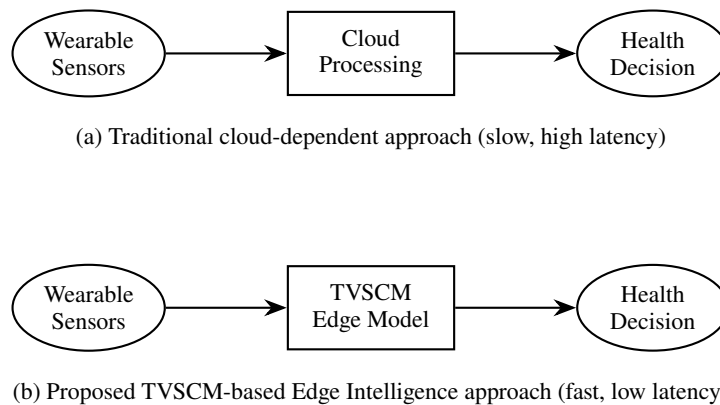 Wearable
Sensors
Cloud
Processing
Health
Decision
(a) Traditional cloud-dependent approach (slow, high latency)
Wearable
Sensors
TVSCM
Edge Model
Health
Decision
(b) Proposed TVSCM-based Edge Intelligence approach (fast, low latency